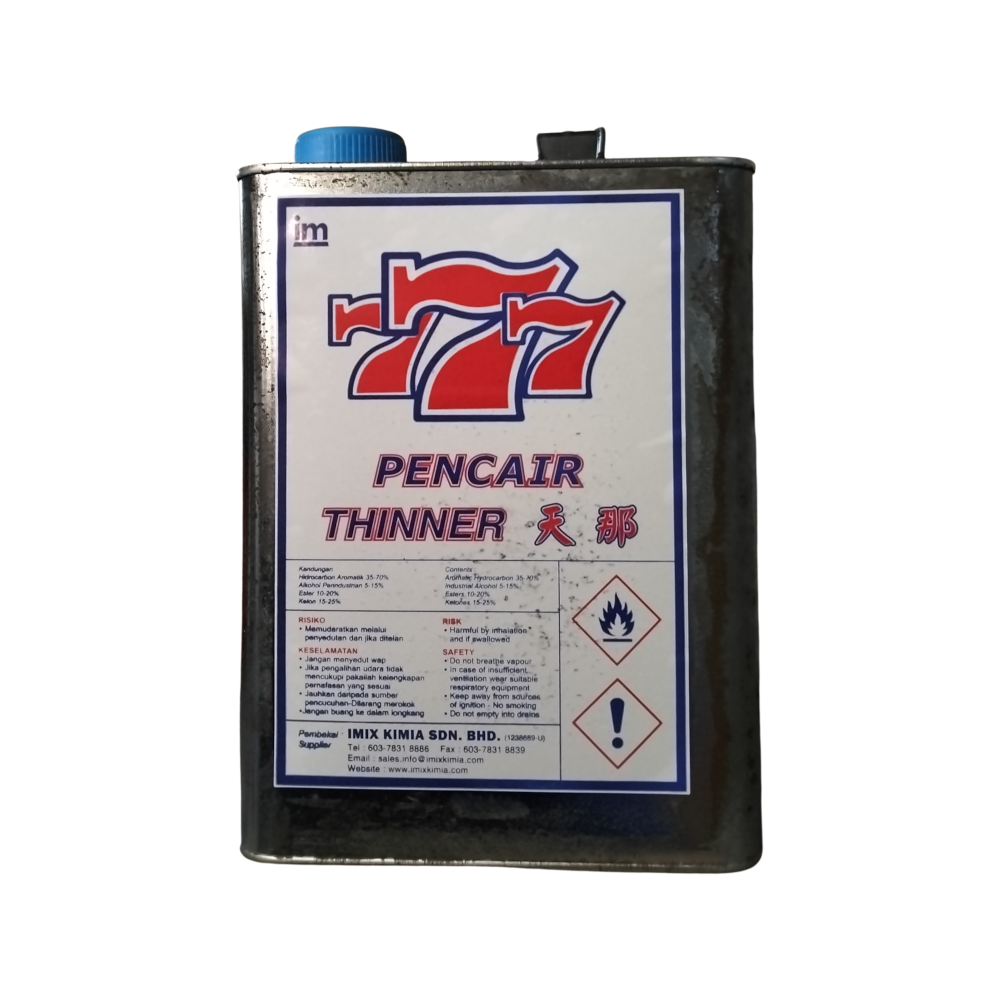 im
777
PENCAIR
THINNER 天那
Kandungan
Hidrocarbon Aromatik 35-70%
Alkohol Perindustrian 5-15%
Ester 10-20%
Keton 15-25%
Contents
Aromatic Hydrocarbon 35-70%
Industrial Alcohol 5-15%
Esters 10-20%
Ketones 15-25%
RISIKO
• Memudaratkan melalui
penyedutan dan jika ditelan
KESELAMATAN
• Jangan menyedut wap
• Jika pengalihan udara tidak
mencukupi pakailah kelengkapan
pernafasan yang sesuai
• Jauhkan daripada sumber
pencucuhan-Dilarang merokok
• Jangan buang ke dalam longkang
RISK
• Harmful by inhalation
and if swallowed
SAFETY
• Do not breathe vapour
• In case of insufficient
ventilation wear suitable
respiratory equipment
• Keep away from sources
of ignition - No smoking
• Do not empty into drains
Pembekal : IMIX KIMIA SDN. BHD. (1238689-U)
Supplier
Tel : 603-7831 8886 Fax : 603-7831 8839
Email : sales.info@imixkimia.com
Website : www.imixkimia.com